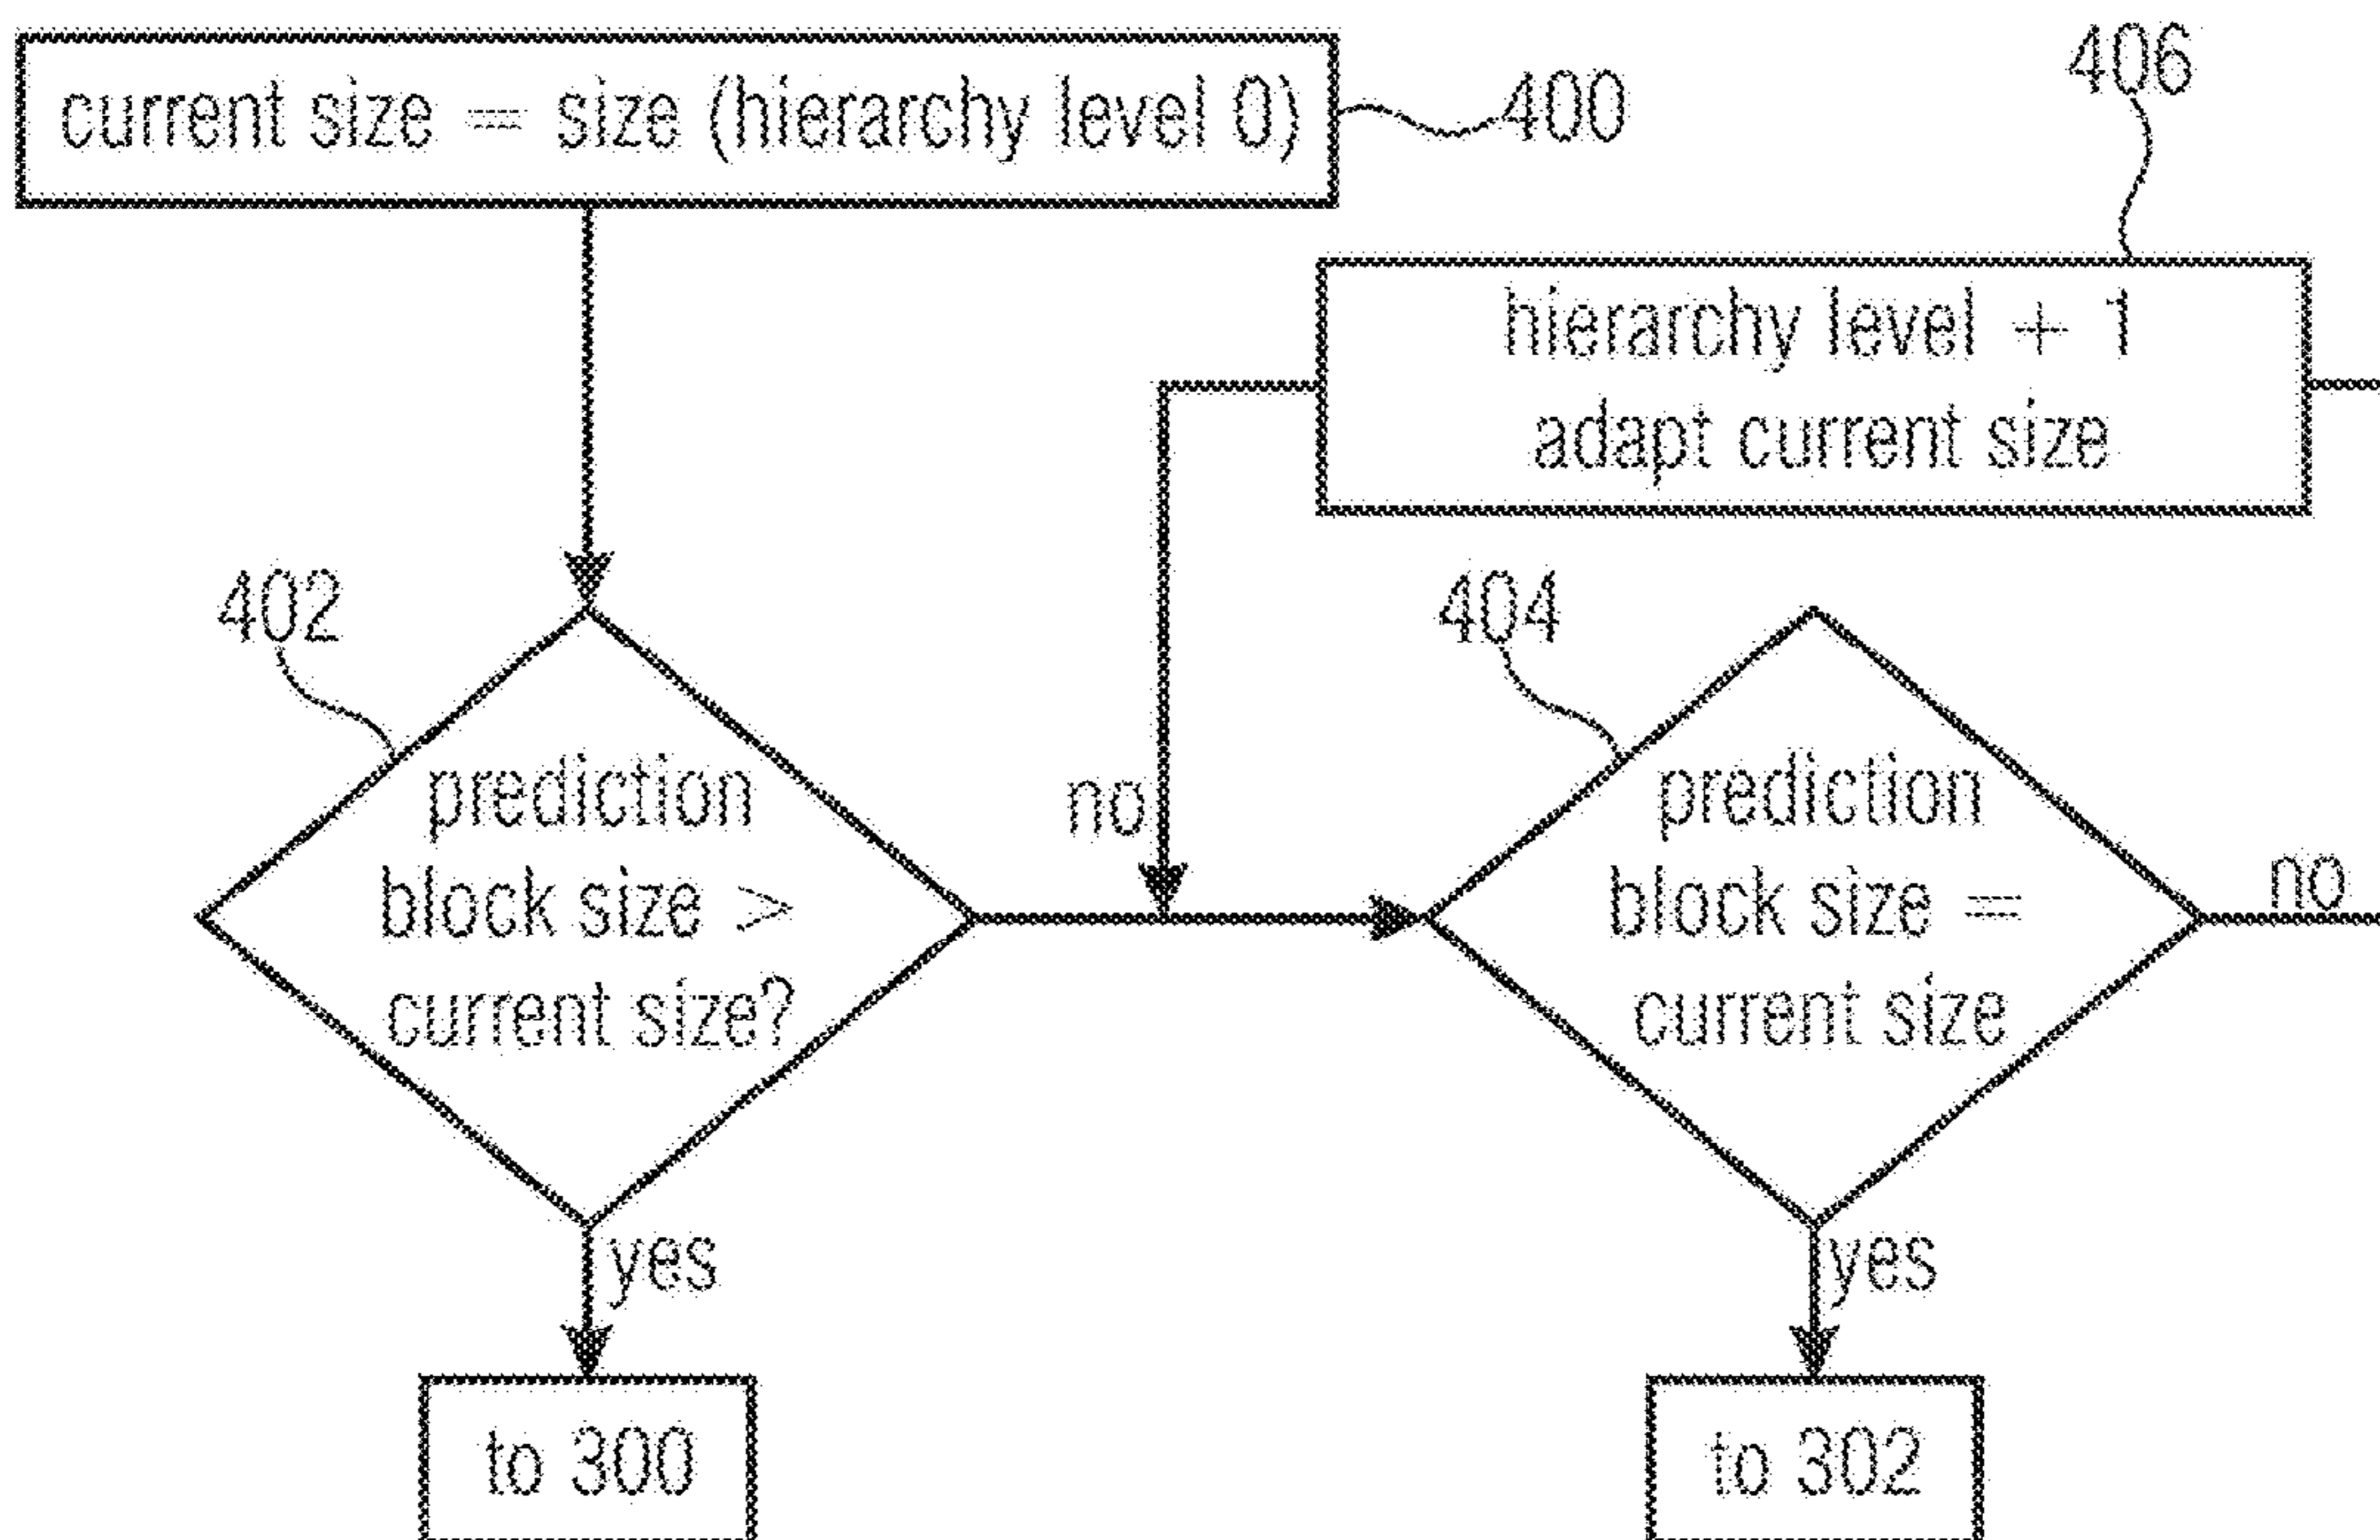 current size = size (hierarchy level 0)
400
406
hierarchy level + 1
adapt current size
402
prediction
block size >
current size?
no
404
prediction
block size =
current size
no
yes
yes
to 300
to 302